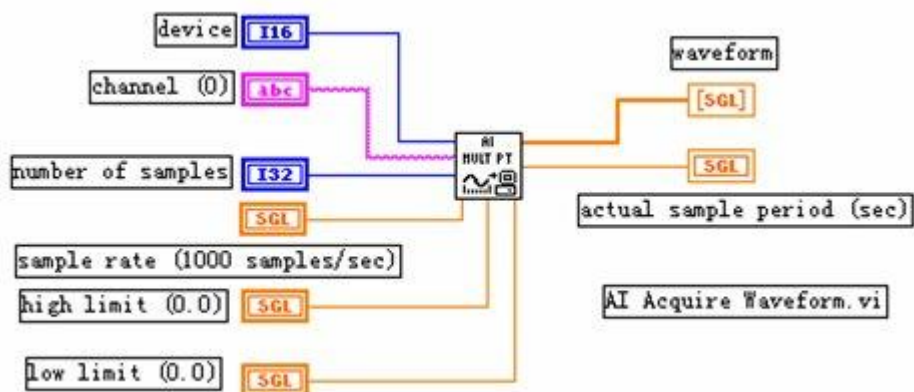 device
I16
channel (0)
abc
number of samples
I32
SGL
sample rate (1000 samples/sec)
high limit (0.0)
SGL
low limit (0.0)
SGL
AI
MULT PT
waveform
[SGL]
SGL
actual sample period (sec)
AI Acquire Waveform.vi